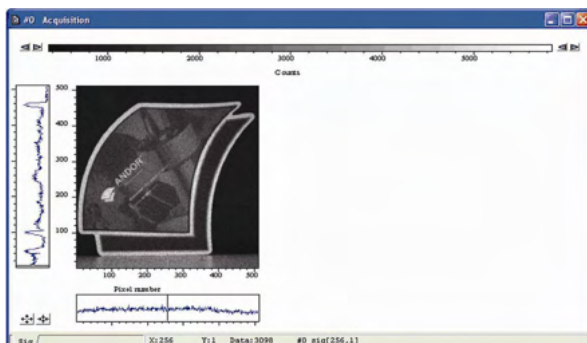 #0 Acquisition
1000 2000 3000 4000 5000
Counts
500
400
300
200
100
ANDOR
100 200 300 400 500
Pixel number
Sig X:256 Y:1 Data:3098 #0 sig[256,1]